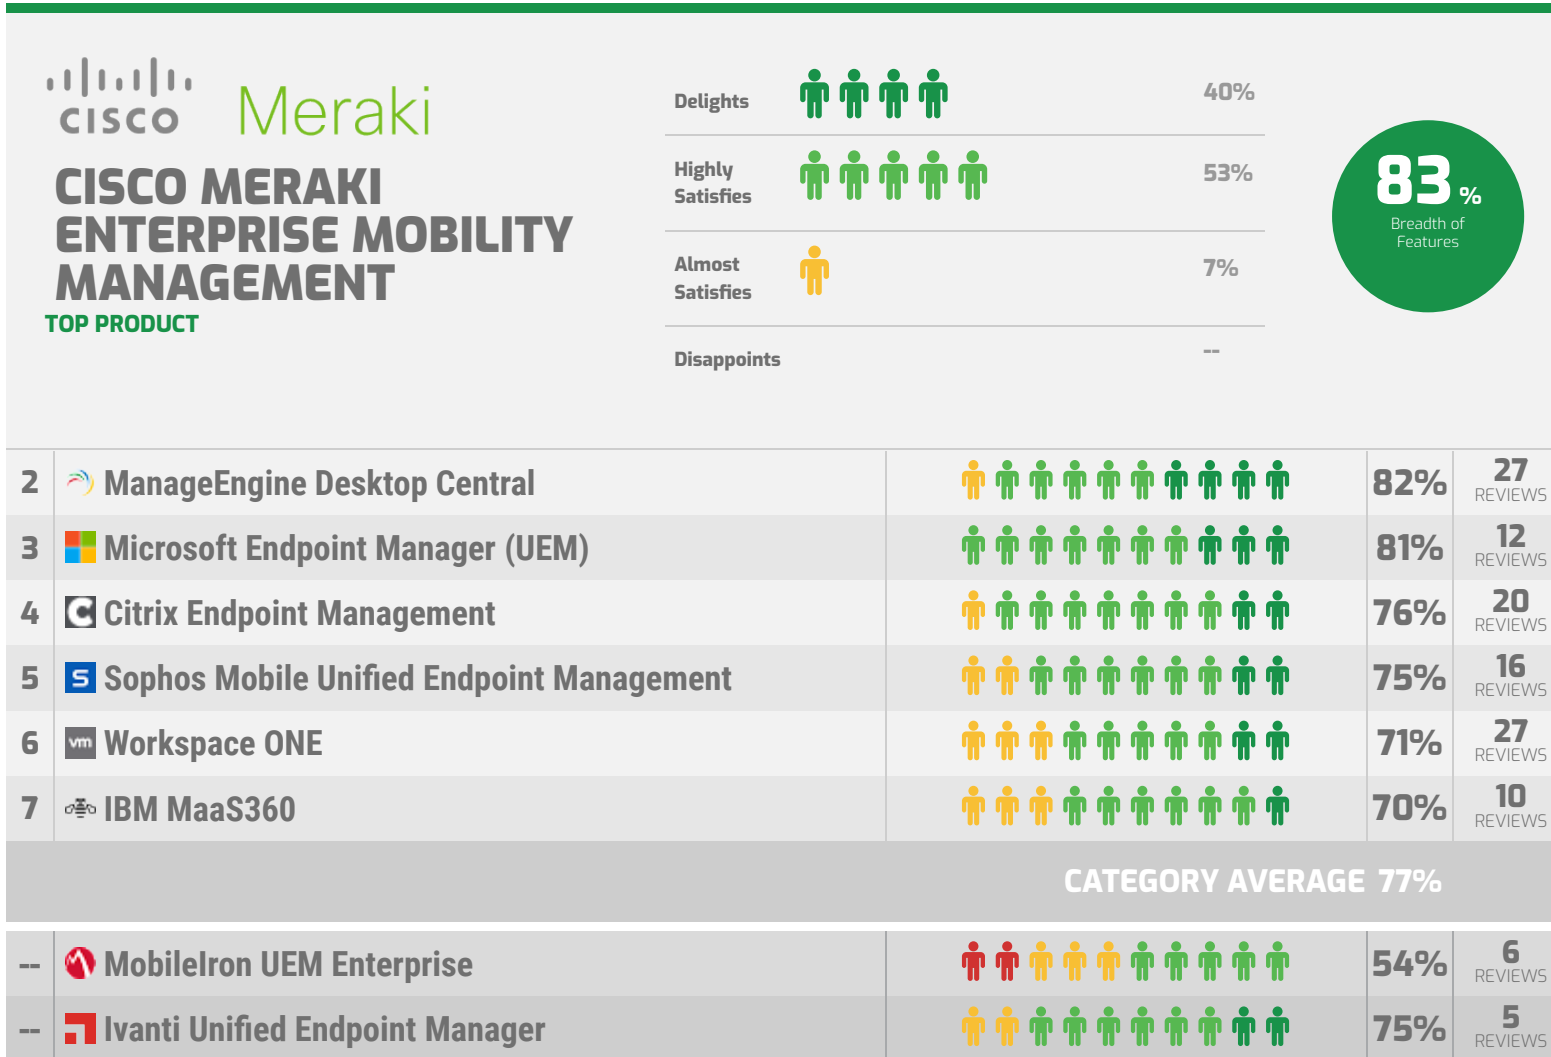 CISCO Meraki
CISCO MERAKI
ENTERPRISE MOBILITY
MANAGEMENT
TOP PRODUCT
Delights 40%
Highly
Satisfies 53%
Almost
Satisfies 7%
Disappoints --
83 %
Breadth of
Features
2 ManageEngine Desktop Central 82% 27
REVIEWS
3 Microsoft Endpoint Manager (UEM) 81% 12
REVIEWS
4 C Citrix Endpoint Management 76% 20
REVIEWS
5 S Sophos Mobile Unified Endpoint Management 75% 16
REVIEWS
6 vm Workspace ONE 71% 27
REVIEWS
7 IBM MaaS360 70% 10
REVIEWS
CATEGORY AVERAGE 77%
-- MobileIron UEM Enterprise 54% 6
REVIEWS
-- Ivanti Unified Endpoint Manager 75% 5
REVIEWS